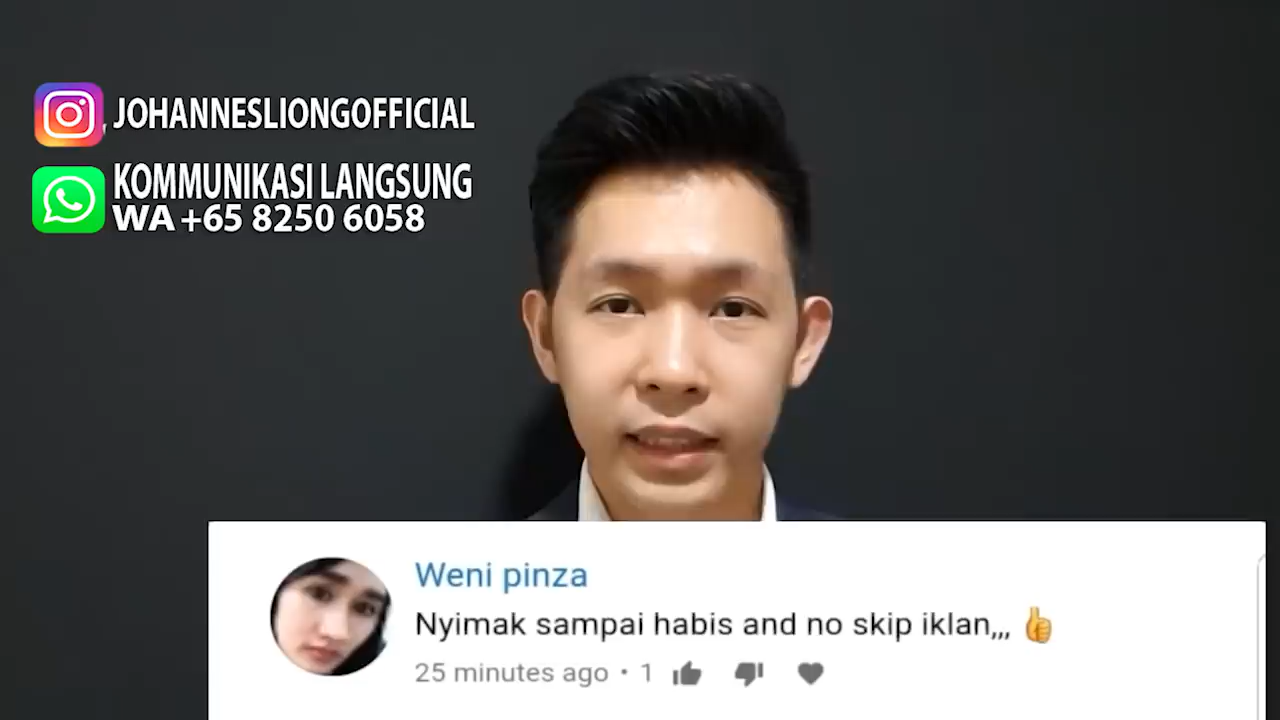 JOHANNESLIONGOFFICIAL
KOMMUNIKASI LANGSUNG
WA +65 8250 6058
Weni pinza
Nyimak sampai habis and no skip iklan,,, 👍
25 minutes ago • 1